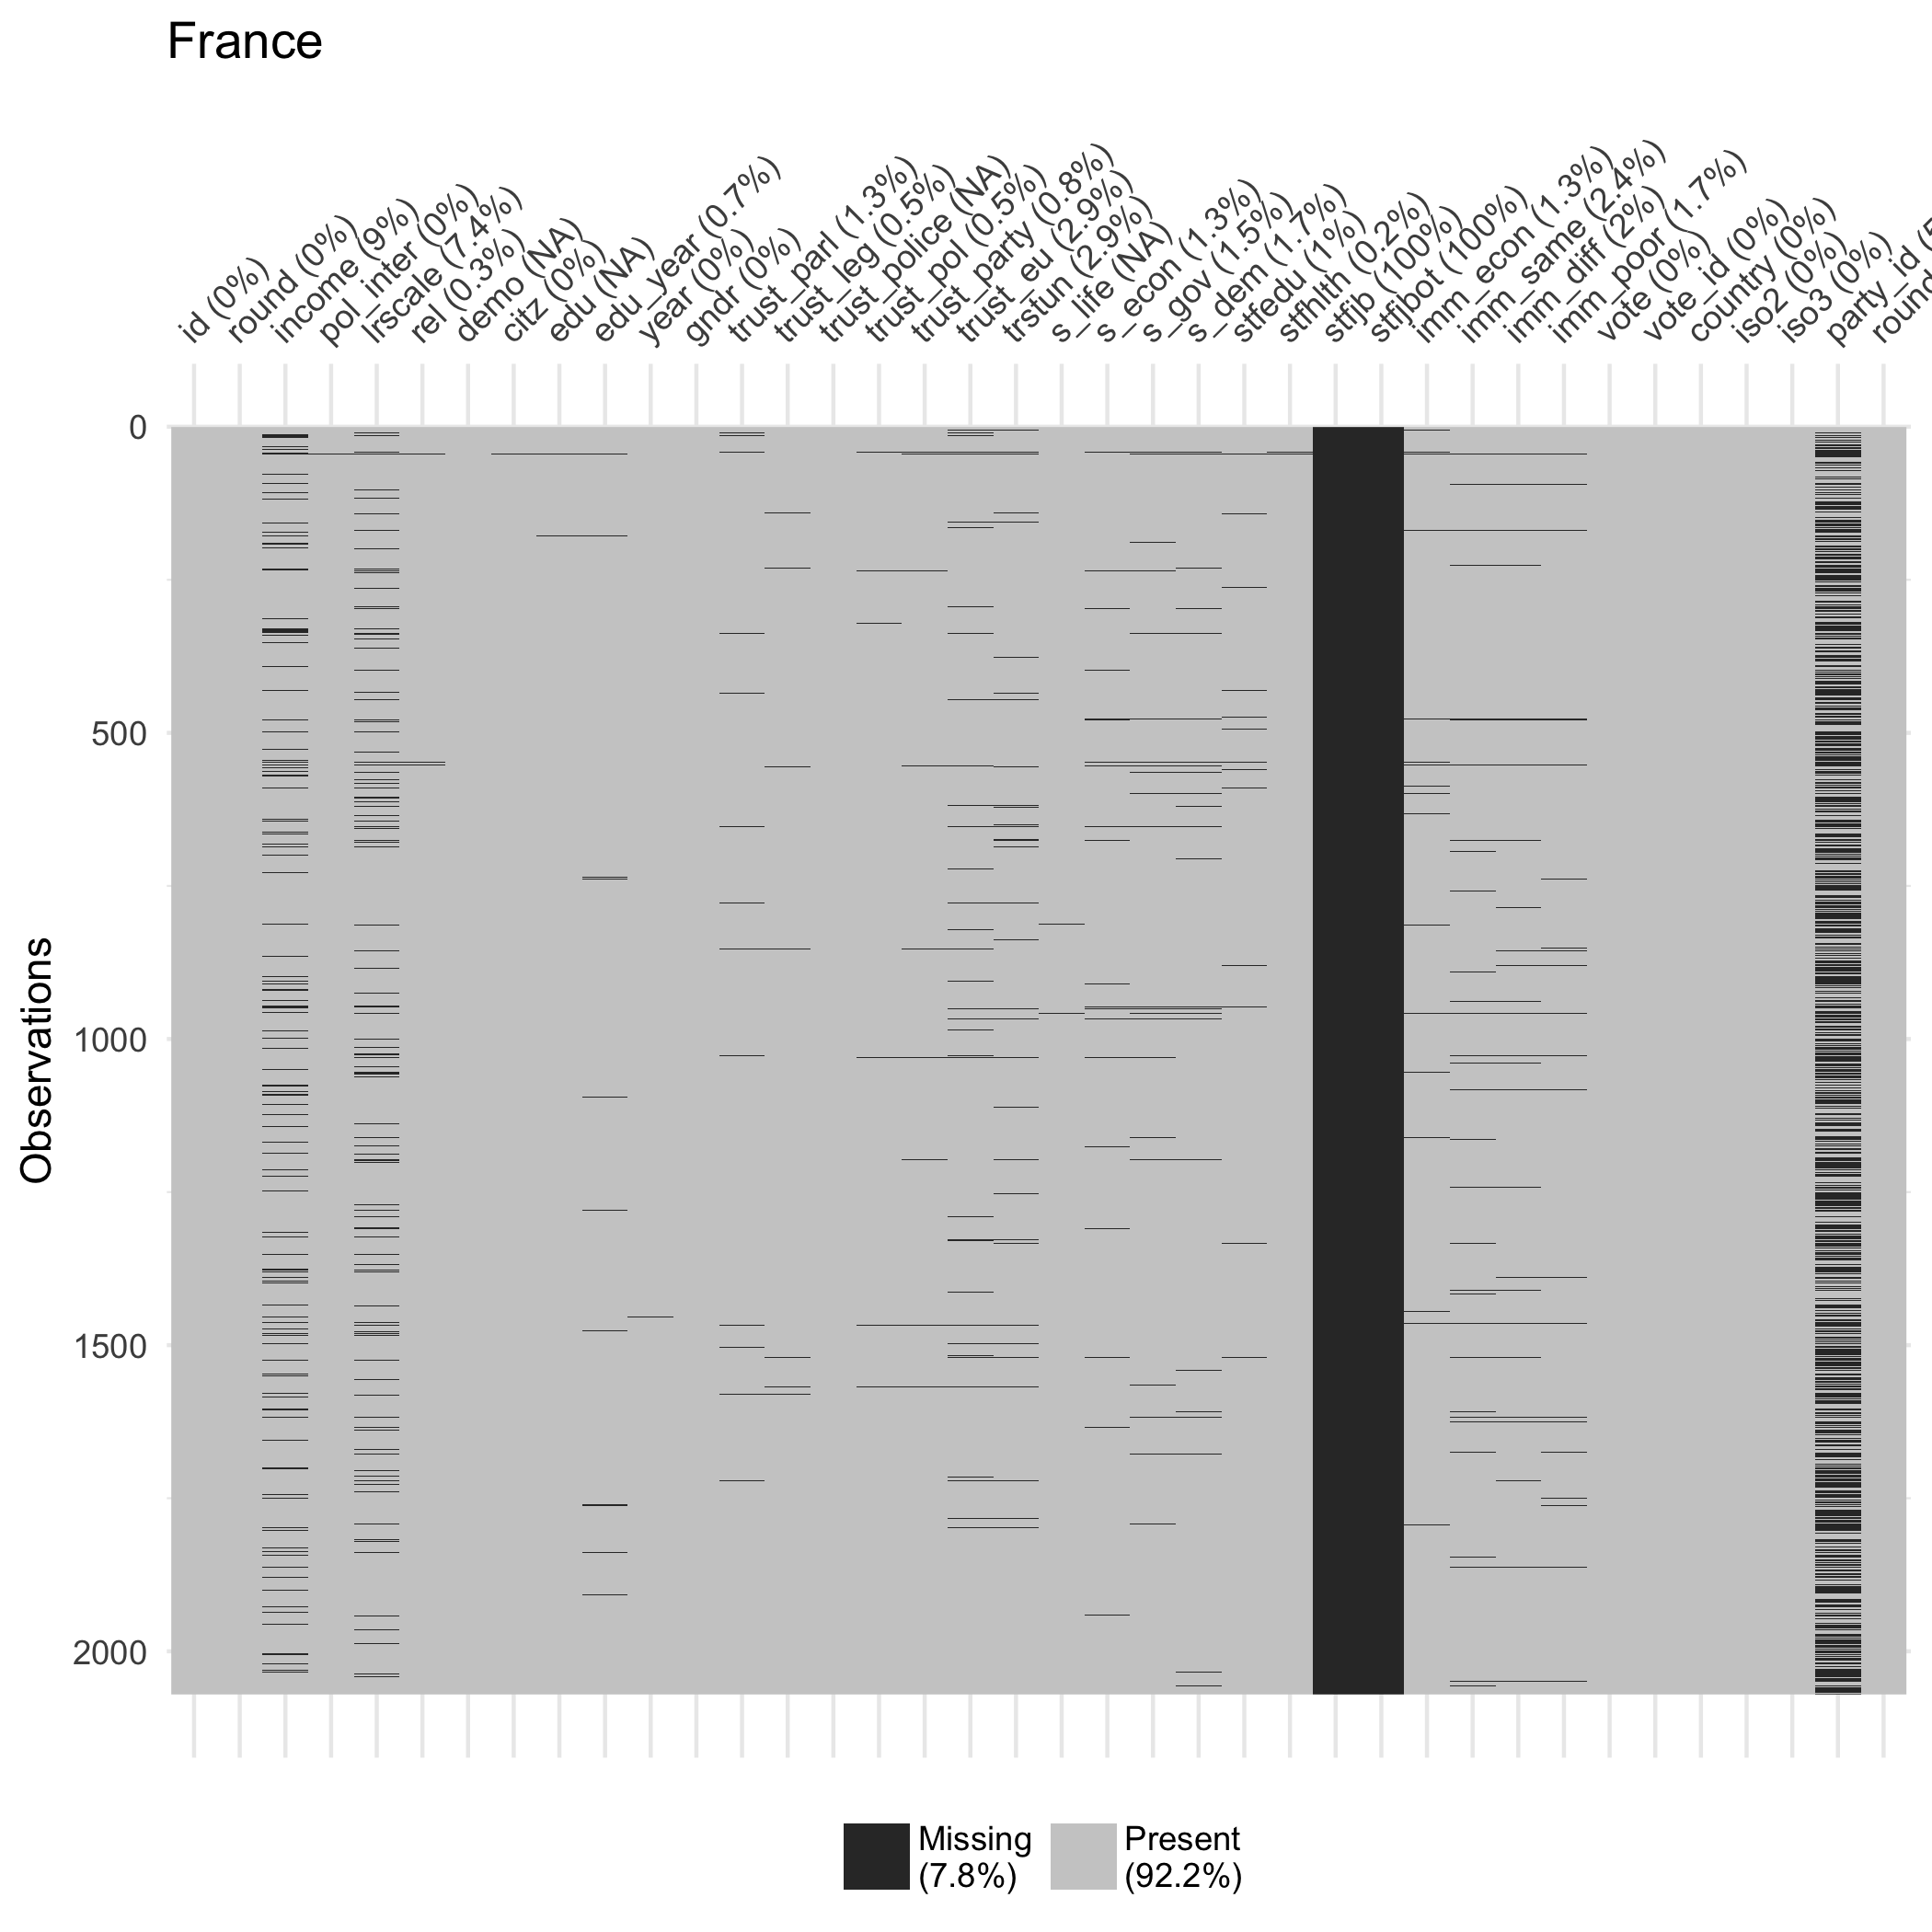 France
id (0%)
round (0%)
income (9%)
pol_inter (0%)
lrscale (7.4%)
rel (0.3%)
demo (NA)
citz (0%)
edu (NA)
edu_year (0.7%)
year (0%)
gndr (0%)
trust_parl (1.3%)
trust_leg (0.5%)
trust_police (NA)
trust_pol (0.5%)
trust_party (0.8%)
trust_eu (2.9%)
trstun (2.9%)
s_life (NA)
s_econ (1.3%)
s_gov (1.5%)
s_dem (1.7%)
stfedu (1%)
stfhlth (0.2%)
stfjb (100%)
stfjbot (100%)
imm_econ (1.3%)
imm_same (2.4%)
imm_diff (2%)
imm_poor (1.7%)
vote (0%)
vote_id (0%)
country (0%)
iso2 (0%)
iso3 (0%)
party_id
round
0
500
1000
1500
2000
Observations
Missing
(7.8%)
Present
(92.2%)